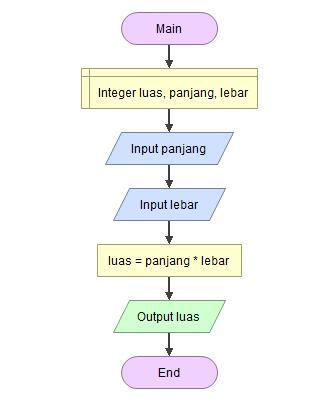 Main
Integer luas, panjang, lebar
Input panjang
Input lebar
luas = panjang * lebar
Output luas
End